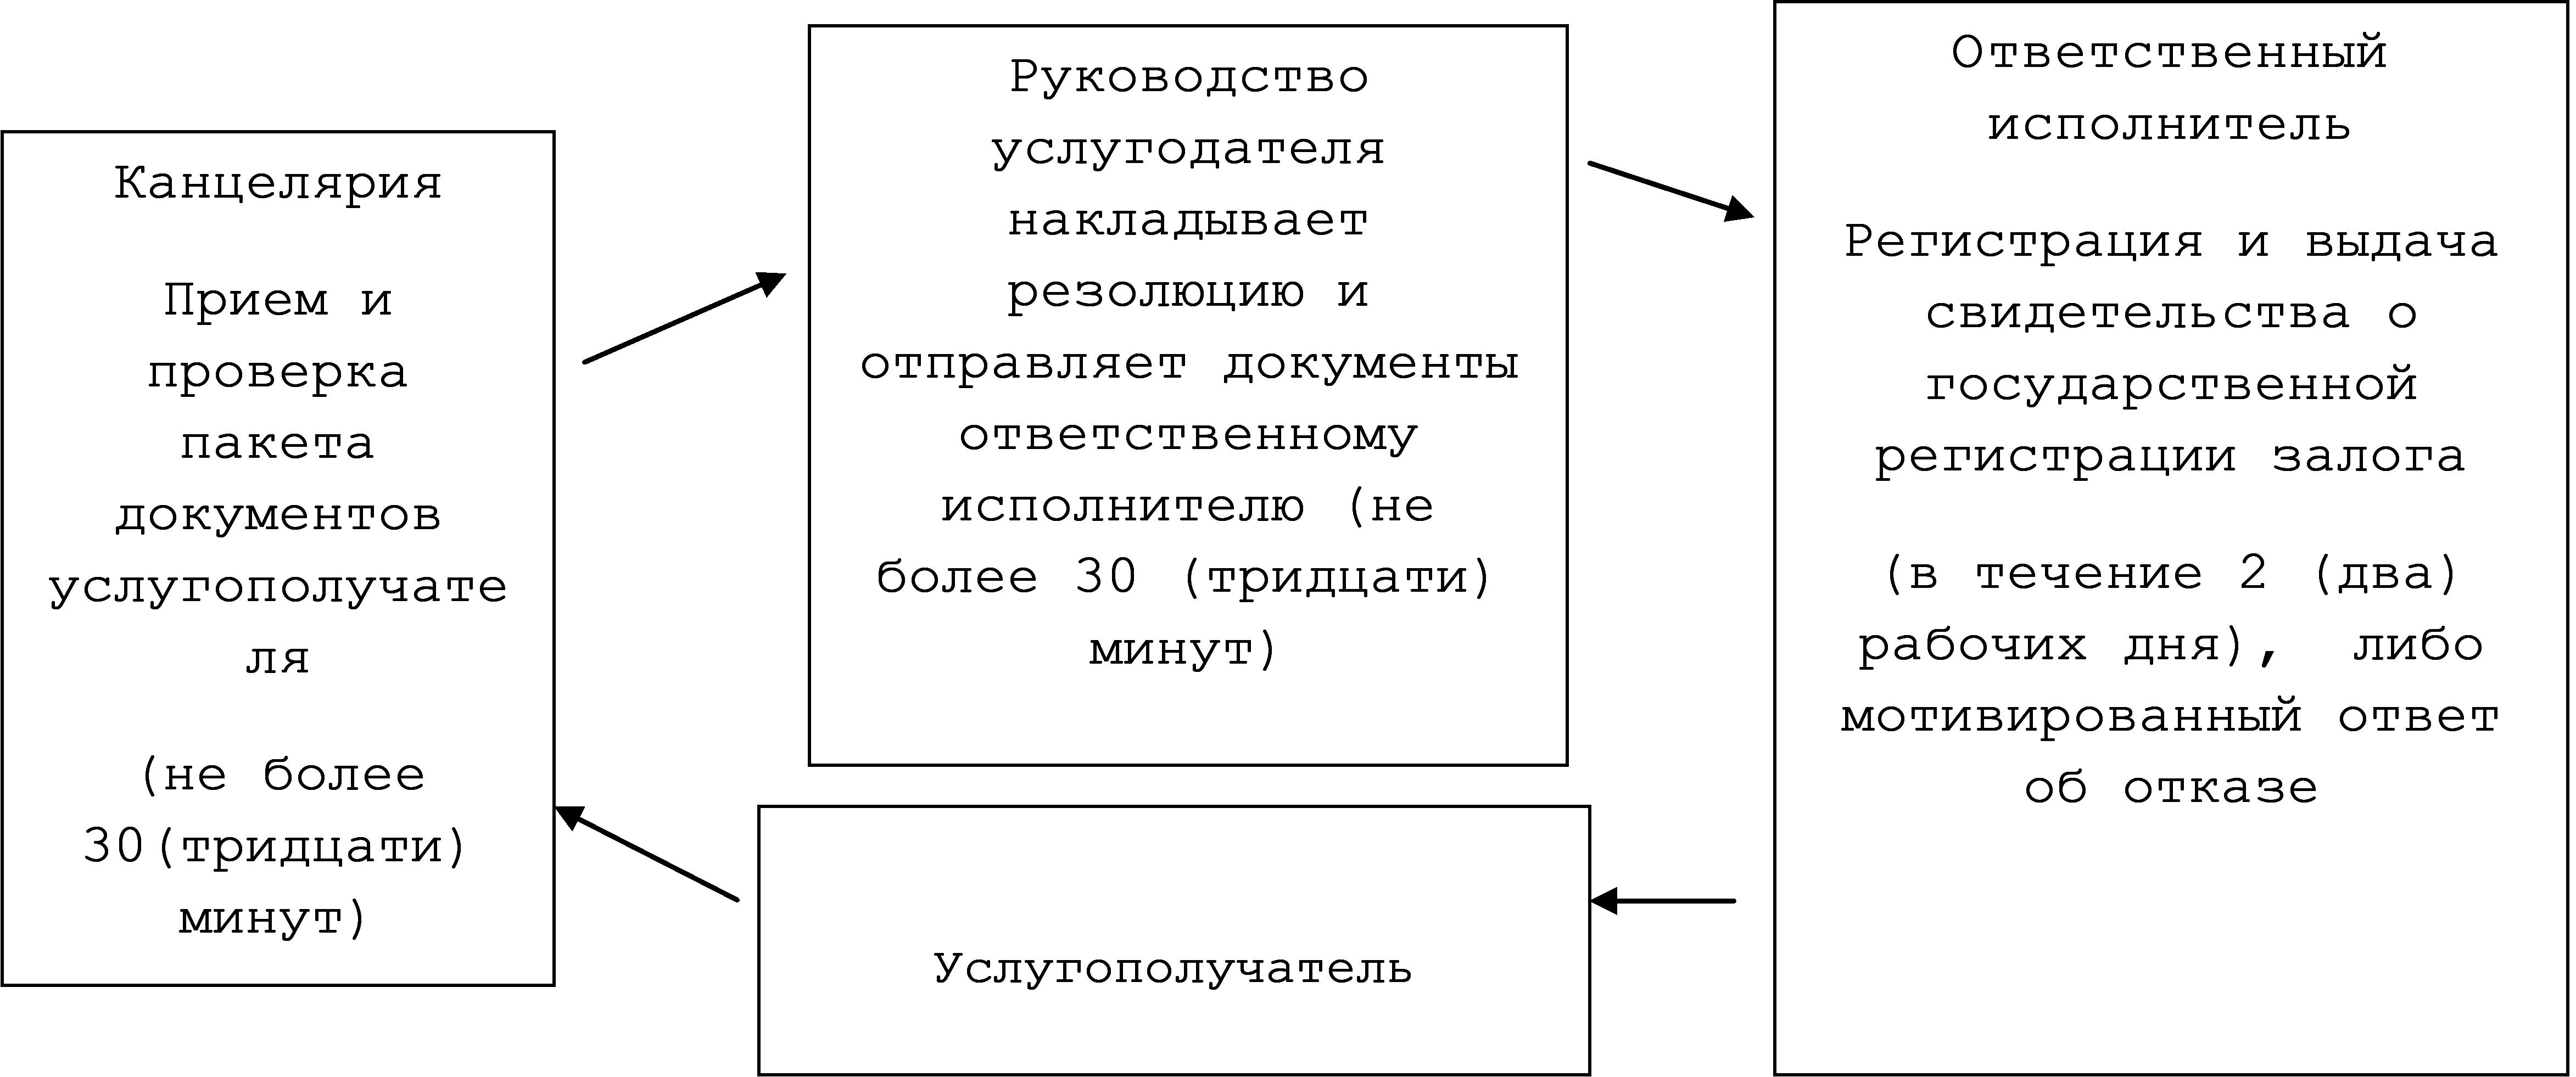 Канцелярия
Прием и
проверка
пакета
документов
услугополучате
ля
(не более
30(тридцати)
минут)
Руководство
услугодателя
накладывает
резолюцию и
отправляет документы
ответственному
исполнителю (не
более 30 (тридцати)
минут)
Ответственный
исполнитель
Регистрация и выдача
свидетельства о
государственной
регистрации залога
(в течение 2 (два)
рабочих дня),  либо
мотивированный ответ
об отказе
Услугополучатель